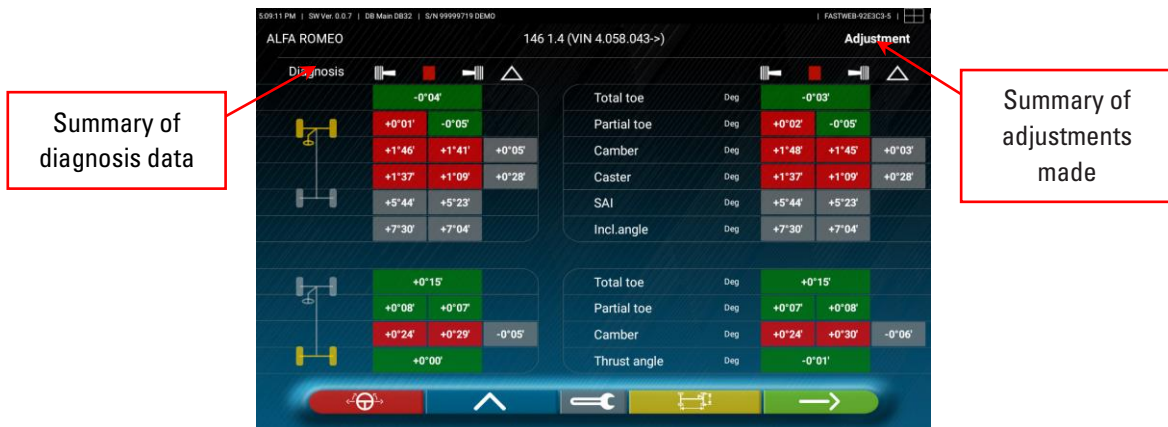 5:09:11 PM | SW Ver. 0.0.7 | DB Main DB32 | S/N 99999719 DEMO | FASTWEB-92E3C3-5 |
ALFA ROMEO 146 1.4 (VIN 4.058.043->) Adjustment
Diagnosis
Summary of
diagnosis data
Summary of
adjustments
made
-0°04' Total toe Deg -0°03'
+0°01' -0°05' Partial toe Deg +0°02' -0°05'
+1°46' +1°41' +0°05' Camber Deg +1°48' +1°45' +0°03'
+1°37' +1°09' +0°28' Caster Deg +1°37' +1°09' +0°28'
+5°44' +5°23' SAI Deg +5°44' +5°23'
+7°30' +7°04' Incl.angle Deg +7°30' +7°04'
+0°15' Total toe Deg +0°15'
+0°08' +0°07' Partial toe Deg +0°07' +0°08'
+0°24' +0°29' -0°05' Camber Deg +0°24' +0°30' -0°06'
+0°00' Thrust angle Deg -0°01'